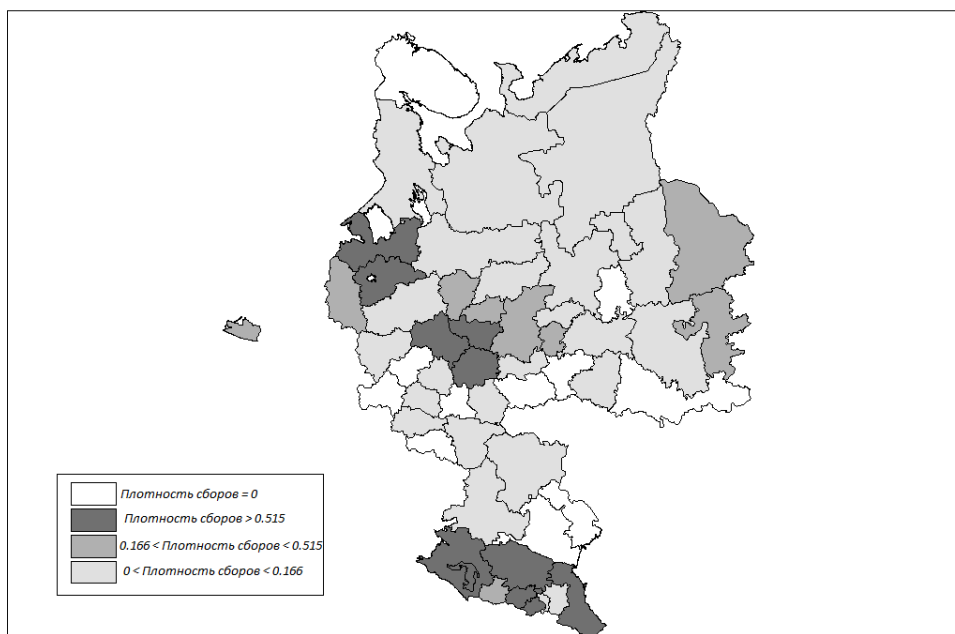 Плотность сборов = 0
Плотность сборов > 0.515
0.166 < Плотность сборов < 0.515
0 < Плотность сборов < 0.166